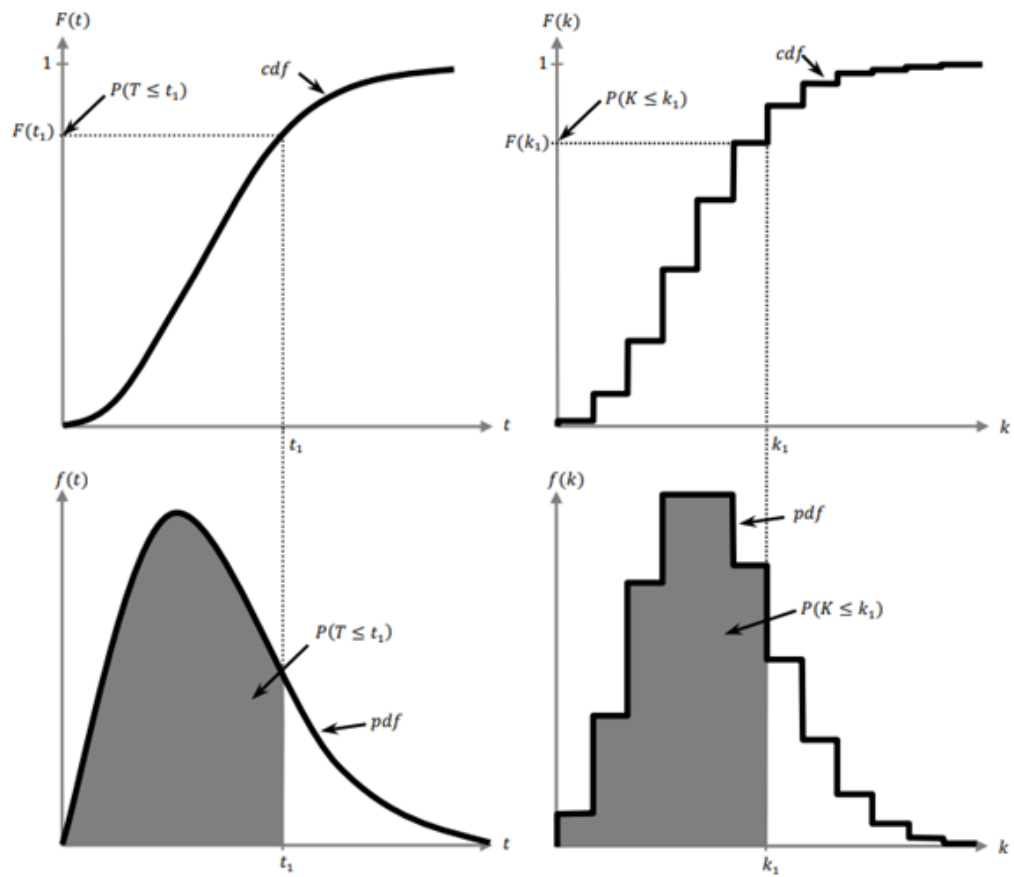 F(t)
1
cdf
P(T ≤ t₁)
F(t₁)
t₁
t
F(k)
1
cdf
P(K ≤ k₁)
F(k₁)
k₁
k
f(t)
P(T ≤ t₁)
pdf
t₁
t
f(k)
pdf
P(K ≤ k₁)
k₁
k